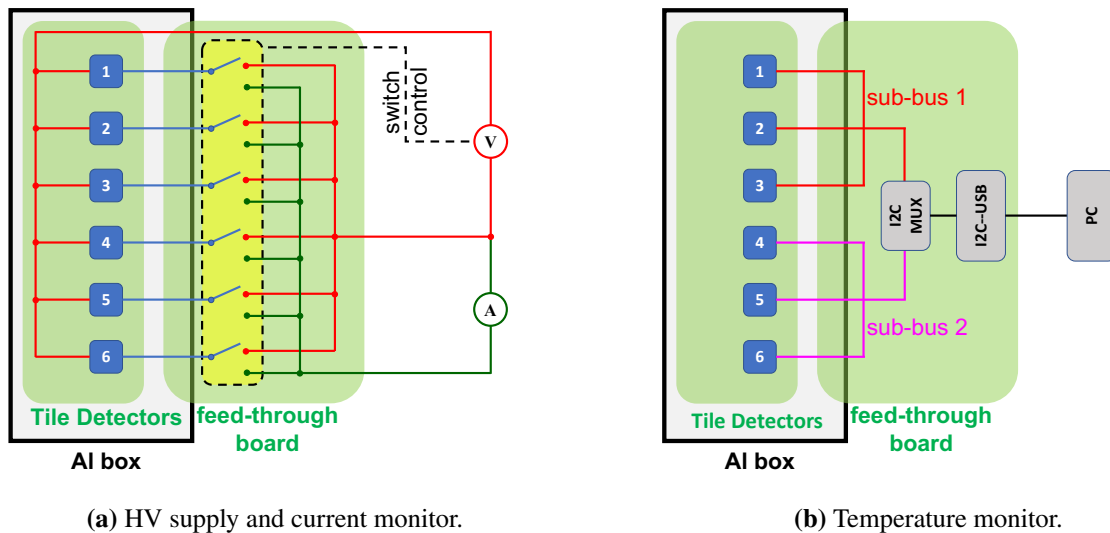 1
2
3
4
5
6
switch
control
V
A
Tile Detectors
feed-through
board
Al box
(a) HV supply and current monitor.
1
2
3
4
5
6
sub-bus 1
sub-bus 2
I2C
MUX
I2C--USB
PC
Tile Detectors
feed-through
board
Al box
(b) Temperature monitor.